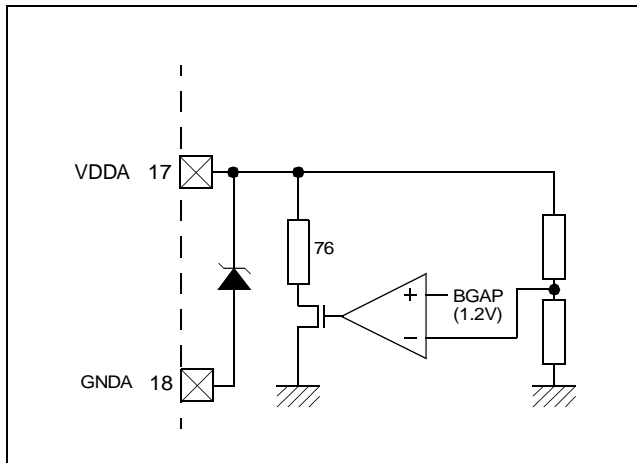 VDDA 17
76
+ BGAP
(1.2V)
−
GNDA 18